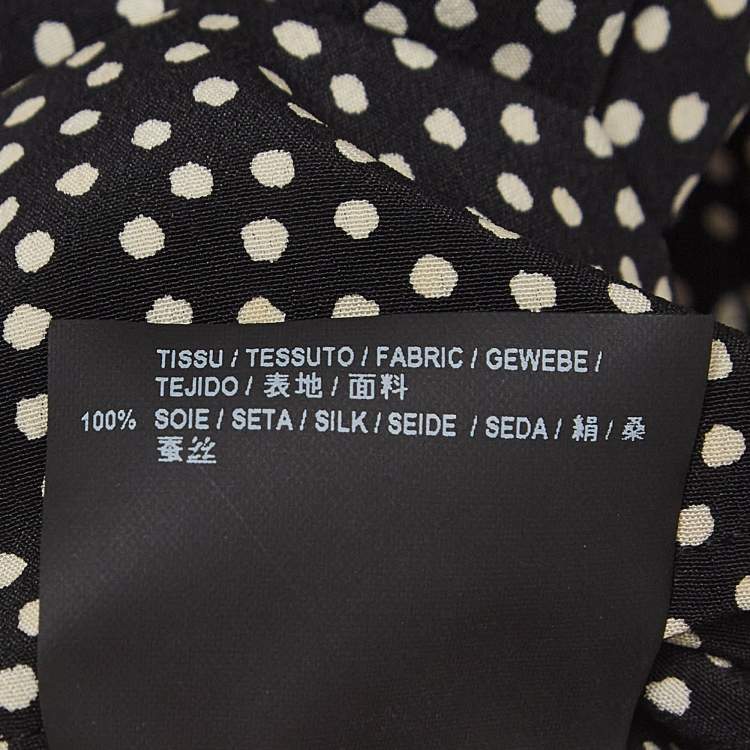 TISSU / TESSUTO / FABRIC / GEWEBE /
TEJIDO / 表地 / 面料
100% SOIE / SETA / SILK / SEIDE / SEDA / 絹 / 桑
蚕丝